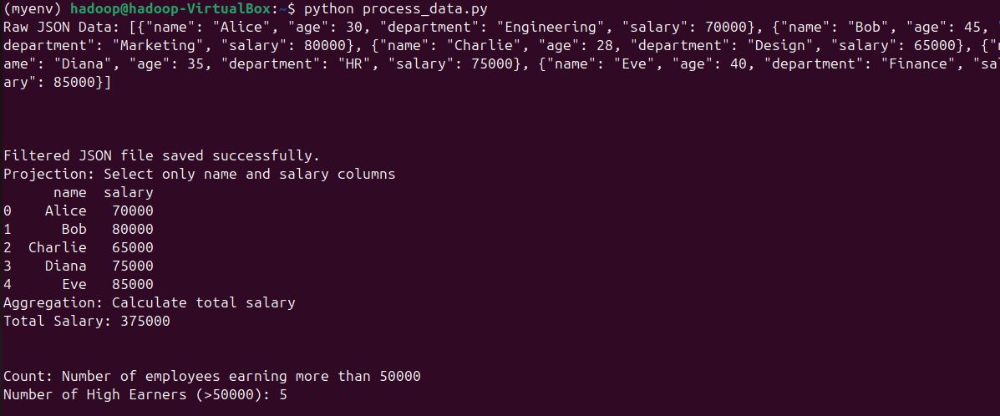 (myenv) hadoop@hadoop-VirtualBox:~$ python process_data.py
Raw JSON Data: [{"name": "Alice", "age": 30, "department": "Engineering", "salary": 70000}, {"name": "Bob", "age": 45, "
department": "Marketing", "salary": 80000}, {"name": "Charlie", "age": 28, "department": "Design", "salary": 65000}, {"n
ame": "Diana", "age": 35, "department": "HR", "salary": 75000}, {"name": "Eve", "age": 40, "department": "Finance", "sal
ary": 85000}]
Filtered JSON file saved successfully.
Projection: Select only name and salary columns
      name  salary
0    Alice   70000
1      Bob   80000
2  Charlie   65000
3    Diana   75000
4      Eve   85000
Aggregation: Calculate total salary
Total Salary: 375000
Count: Number of employees earning more than 50000
Number of High Earners (>50000): 5